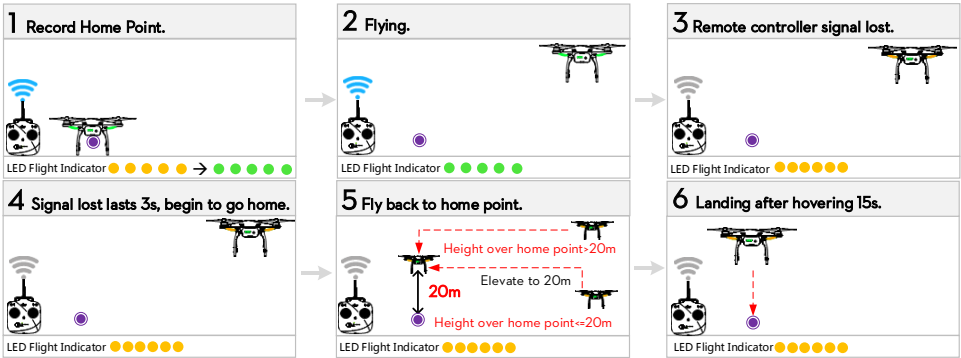 1 Record Home Point.
LED Flight Indicator
2 Flying.
LED Flight Indicator
3 Remote controller signal lost.
LED Flight Indicator
4 Signal lost lasts 3s, begin to go home.
LED Flight Indicator
5 Fly back to home point.
Height over home point>20m
Elevate to 20m
20m
Height over home point<=20m
LED Flight Indicator
6 Landing after hovering 15s.
LED Flight Indicator